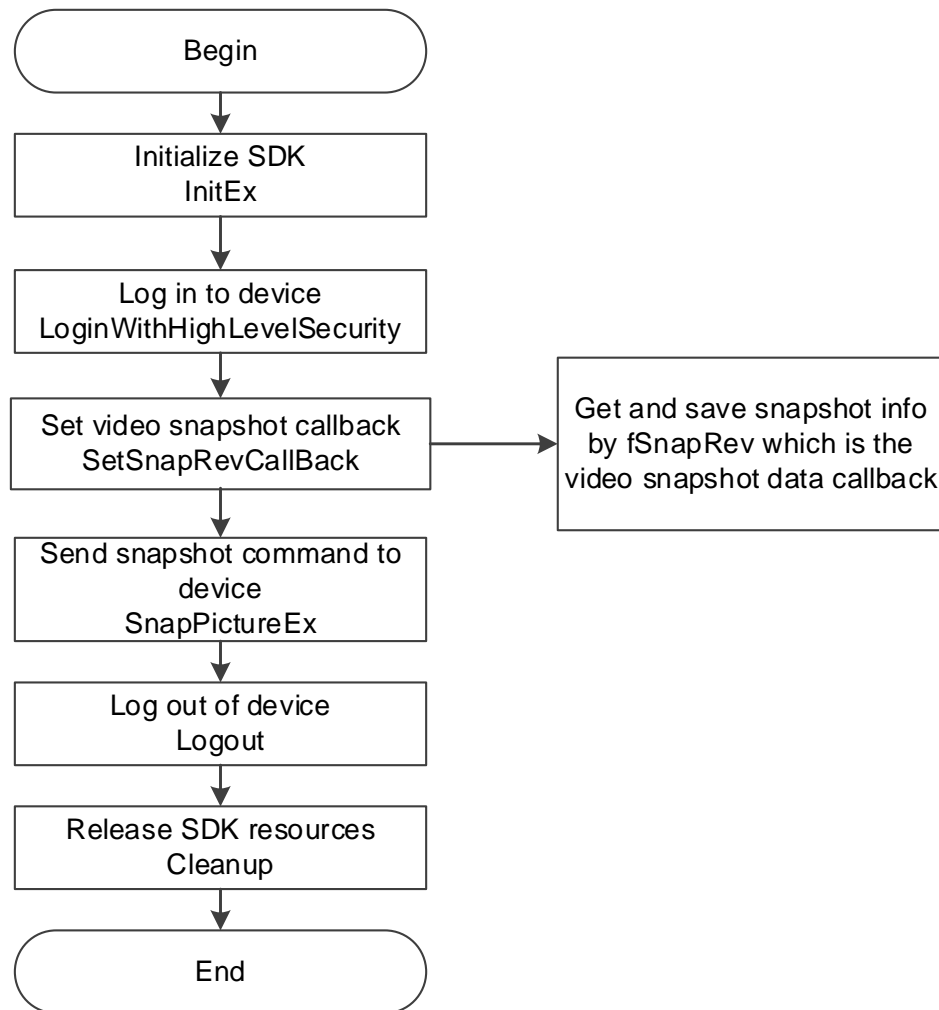 Begin
Initialize SDK
InitEx
Log in to device
LoginWithHighLevelSecurity
Set video snapshot callback
SetSnapRevCallBack
Get and save snapshot info
by fSnapRev which is the
video snapshot data callback
Send snapshot command to
device
SnapPictureEx
Log out of device
Logout
Release SDK resources
Cleanup
End